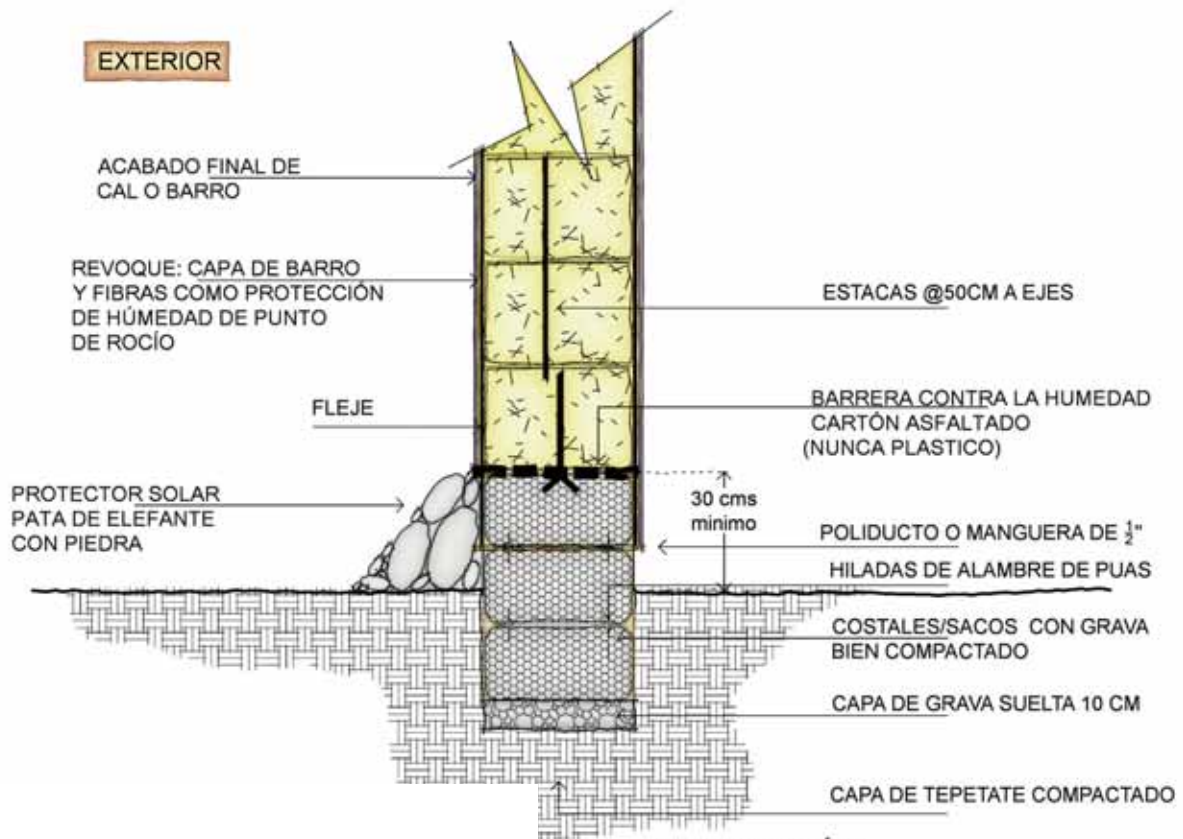 EXTERIOR
ACABADO FINAL DE
CAL O BARRO
REVOQUE: CAPA DE BARRO
Y FIBRAS COMO PROTECCIÓN
DE HÚMEDAD DE PUNTO
DE ROCÍO
FLEJE
PROTECTOR SOLAR
PATA DE ELEFANTE
CON PIEDRA
ESTACAS @50CM A EJES
BARRERA CONTRA LA HUMEDAD
CARTÓN ASFALTADO
(NUNCA PLASTICO)
30 cms
minimo
POLIDUCTO O MANGUERA DE ½"
HILADAS DE ALAMBRE DE PUAS
COSTALES/SACOS CON GRAVA
BIEN COMPACTADO
CAPA DE GRAVA SUELTA 10 CM
CAPA DE TEPETATE COMPACTADO